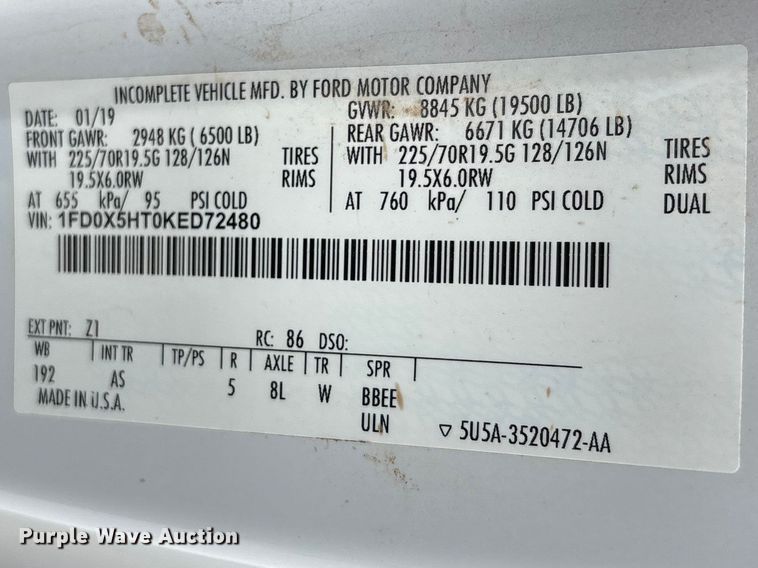 INCOMPLETE VEHICLE MFD. BY FORD MOTOR COMPANY
DATE: 01/19 GVWR: 8845 KG (19500 LB)
FRONT GAWR: 2948 KG ( 6500 LB) REAR GAWR: 6671 KG (14706 LB)
WITH 225/70R19.5G 128/126N TIRES WITH 225/70R19.5G 128/126N TIRES
19.5X6.0RW RIMS 19.5X6.0RW RIMS
AT 655 kPa/ 95 PSI COLD AT 760 kPa/ 110 PSI COLD DUAL
VIN: 1FD0X5HT0KED72480
EXT PNT: Z1 RC: 86 DSO:
WB INT TR TP/PS R AXLE TR SPR
192 AS 5 8L W BBEE
MADE IN U.S.A. ULN ▽ 5U5A-3520472-AA
Purple Wave Auction